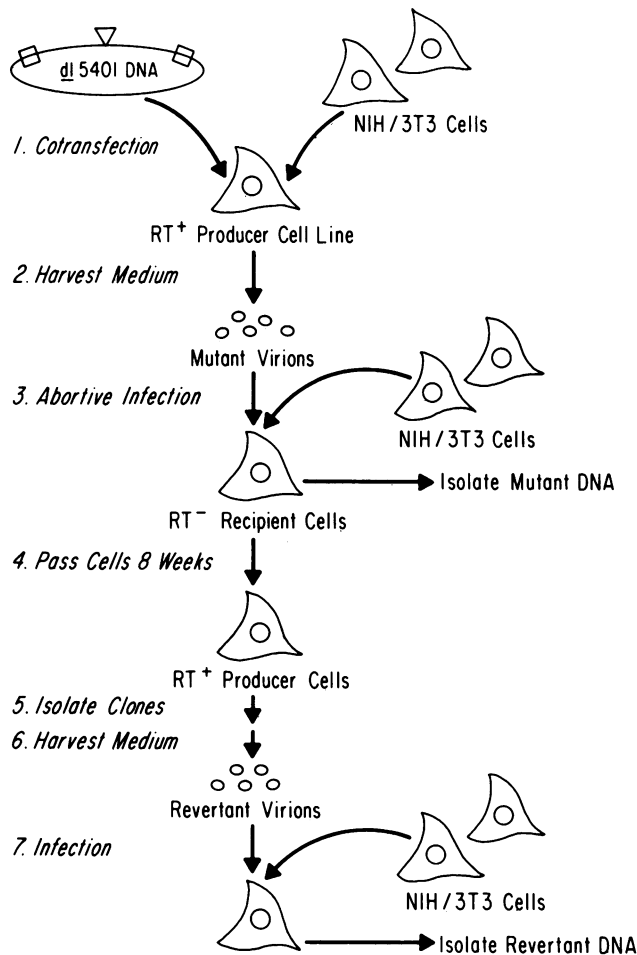 dl 5401 DNA
NIH/3T3 Cells
1. Cotransfection
RT+ Producer Cell Line
2. Harvest Medium
Mutant Virions
3. Abortive Infection
NIH/3T3 Cells
Isolate Mutant DNA
RT− Recipient Cells
4. Pass Cells 8 Weeks
RT+ Producer Cells
5. Isolate Clones
6. Harvest Medium
Revertant Virions
7. Infection
NIH/3T3 Cells
Isolate Revertant DNA